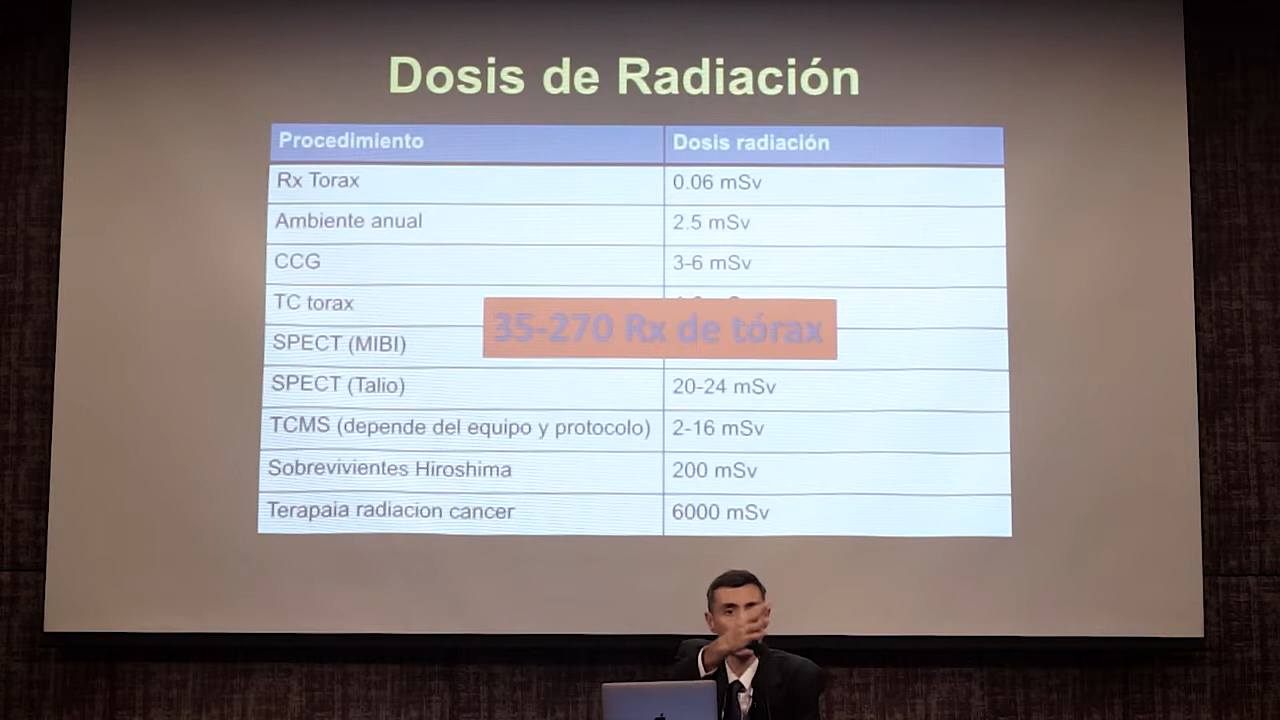 Dosis de Radiación
Procedimiento Dosis radiación
Rx Torax 0.06 mSv
Ambiente anual 2.5 mSv
CCG 3-6 mSv
TC torax
35-270 Rx de tórax
SPECT (MIBI)
SPECT (Talio) 20-24 mSv
TCMS (depende del equipo y protocolo) 2-16 mSv
Sobrevivientes Hiroshima 200 mSv
Terapaia radiacion cancer 6000 mSv